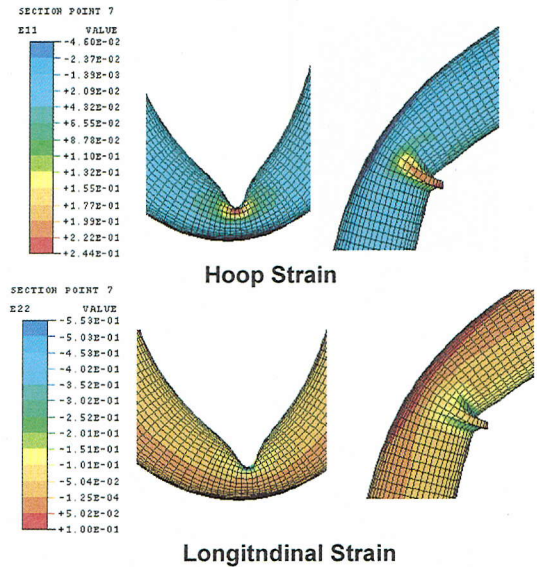 SECTION POINT 7
E11 VALUE
-4.60E-02
-2.37E-02
-1.39E-03
+2.09E-02
+4.32E-02
+6.55E-02
+8.78E-02
+1.10E-01
+1.32E-01
+1.55E-01
+1.77E-01
+1.99E-01
+2.22E-01
+2.44E-01
Hoop Strain
SECTION POINT 7
E22 VALUE
-5.53E-01
-5.03E-01
-4.53E-01
-4.02E-01
-3.52E-01
-3.02E-01
-2.52E-01
-2.01E-01
-1.51E-01
-1.01E-01
-5.04E-02
-1.25E-04
+5.02E-02
+1.00E-01
Longitndinal Strain